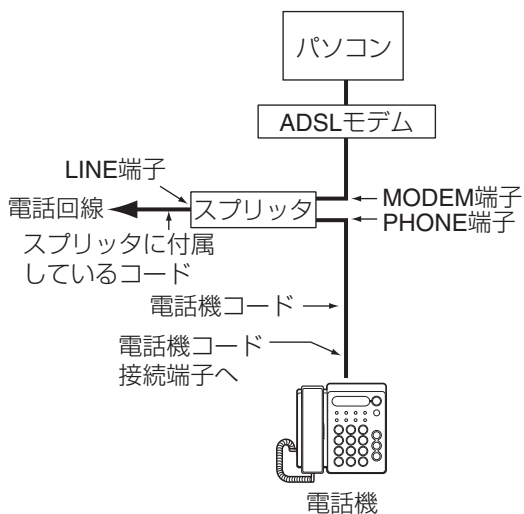 パソコン
ADSLモデム
LINE端子
電話回線
スプリッタ
MODEM端子
PHONE端子
スプリッタに付属
しているコード
電話機コード
電話機コード
接続端子へ
電話機